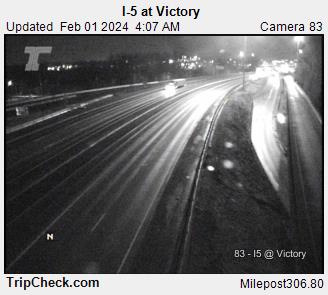 I-5 at Victory
Updated Feb 01 2024 4:07 AM Camera 83
T
N
83 - I5 @ Victory
TripCheck.com Milepost306.80